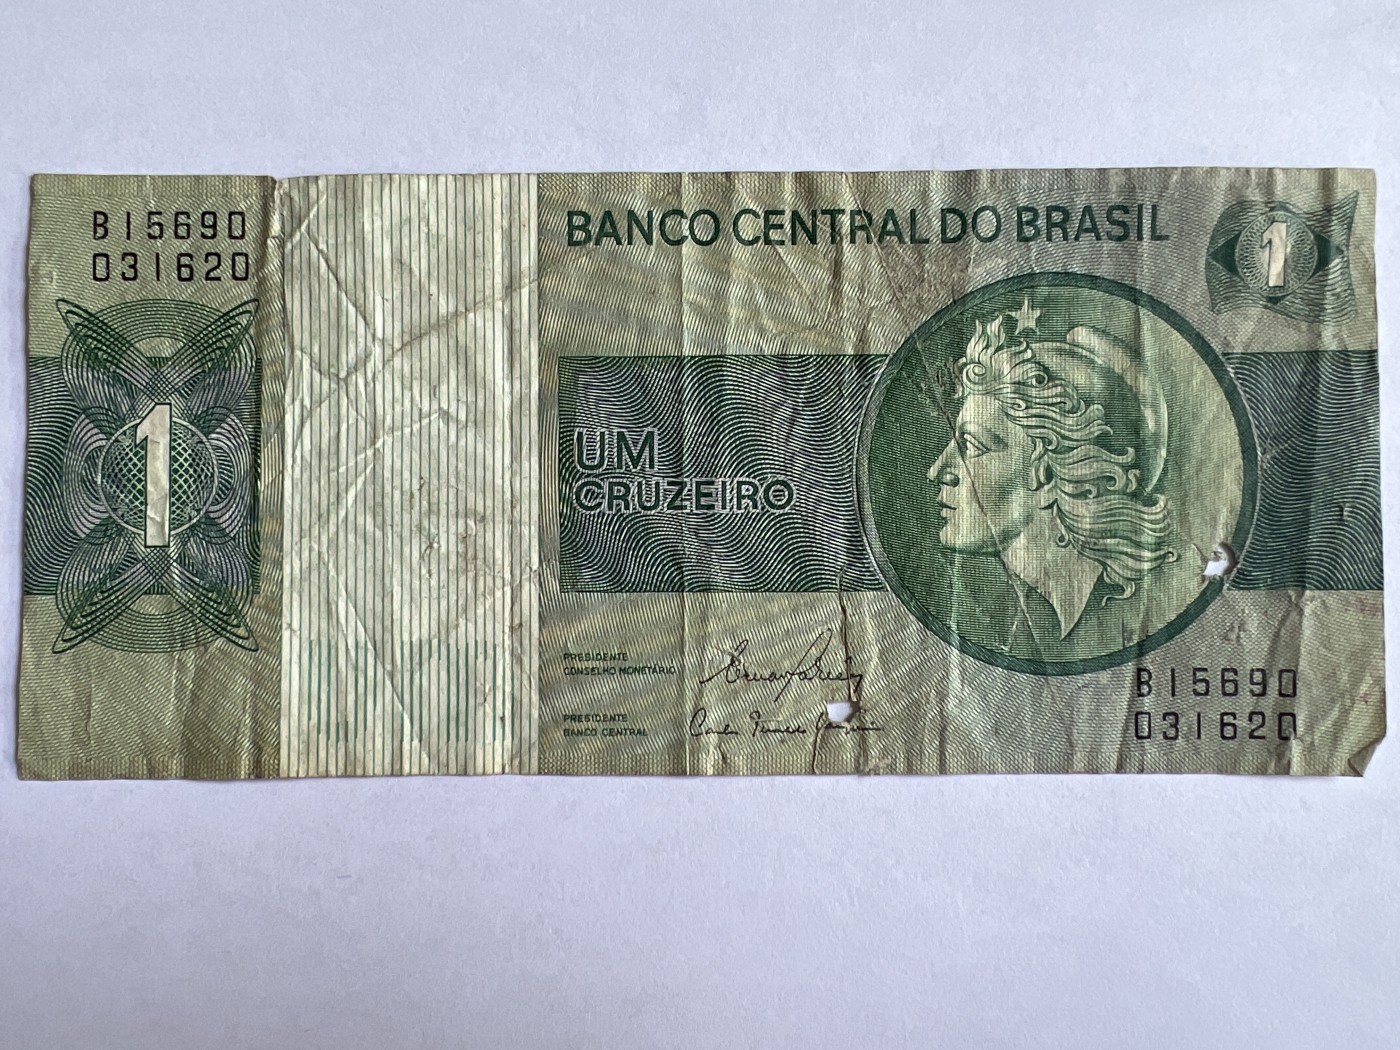 B15690
031620
BANCO CENTRAL DO BRASIL
1
1
UM
CRUZEIRO
PRESIDENTE
CONSELHO MONETÁRIO
PRESIDENTE
BANCO CENTRAL
B15690
031620